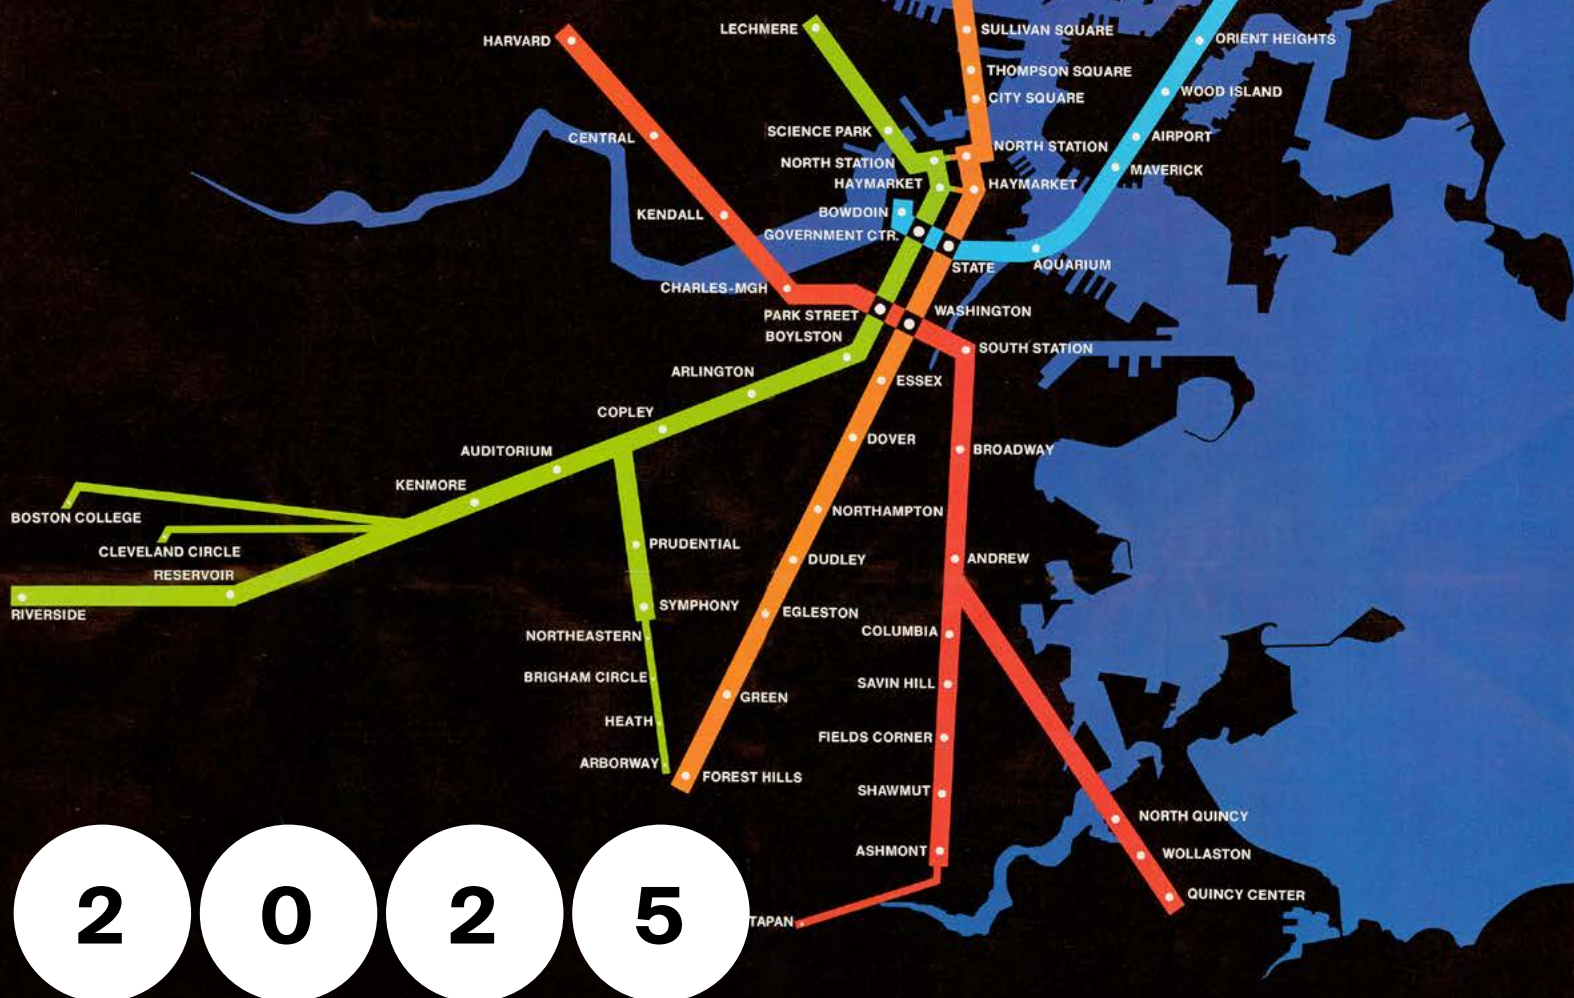 LECHMERE
SULLIVAN SQUARE
HARVARD
ORIENT HEIGHTS
THOMPSON SQUARE
WOOD ISLAND
CITY SQUARE
SCIENCE PARK
CENTRAL
AIRPORT
NORTH STATION
NORTH STATION
MAVERICK
HAYMARKET
HAYMARKET
BOWDOIN
KENDALL
GOVERNMENT CTR.
STATE
AQUARIUM
CHARLES-MGH
PARK STREET
WASHINGTON
BOYLSTON
SOUTH STATION
ARLINGTON
ESSEX
COPLEY
DOVER
AUDITORIUM
BROADWAY
KENMORE
NORTHAMPTON
BOSTON COLLEGE
PRUDENTIAL
CLEVELAND CIRCLE
DUDLEY
ANDREW
RESERVOIR
SYMPHONY
RIVERSIDE
EGLESTON
NORTHEASTERN
COLUMBIA
BRIGHAM CIRCLE
SAVIN HILL
GREEN
HEATH
FIELDS CORNER
ARBORWAY
FOREST HILLS
SHAWMUT
NORTH QUINCY
ASHMONT
WOLLASTON
QUINCY CENTER
TAPAN
2 0 2 5